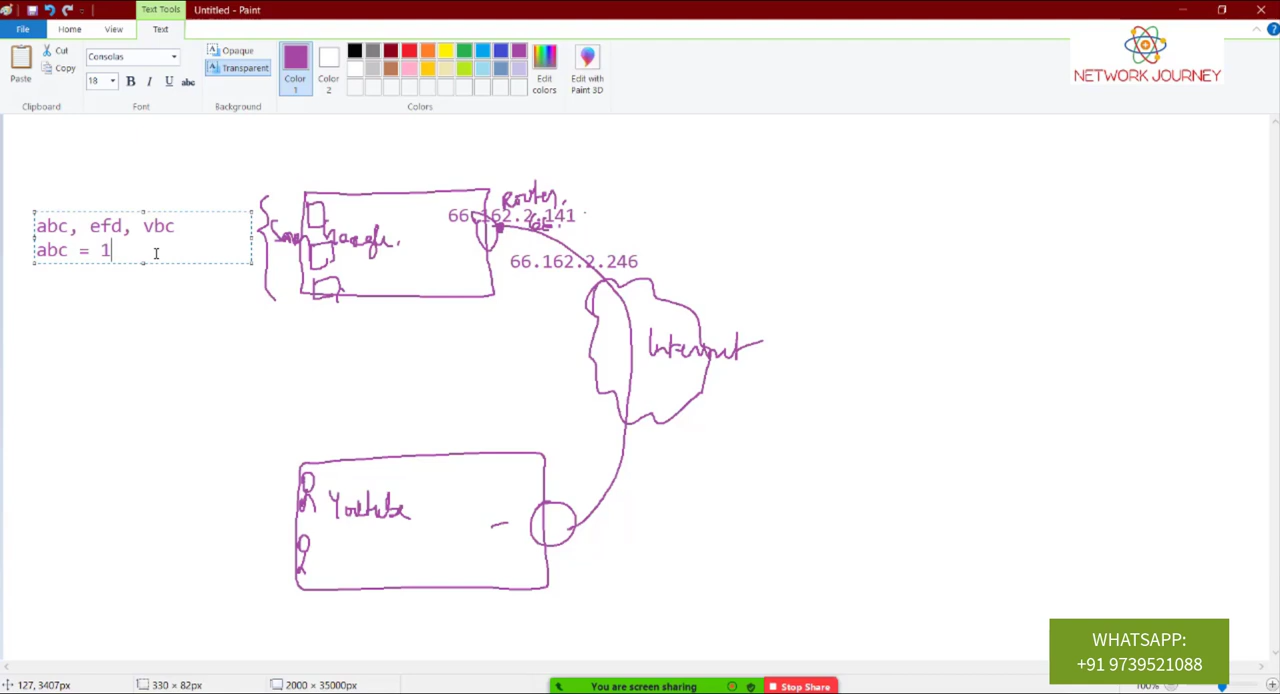 Text Tools
Untitled - Paint
File
Home
View
Text
Paste
Cut
Copy
Clipboard
Consolas
18
B I U abc
Font
Opaque
Transparent
Background
Color
1
Color
2
Edit
colors
Edit with
Paint 3D
Colors
NETWORK JOURNEY
abc, efd, vbc
abc = 1
Router
66.162.2.141
66.162.2.246
Internet
Youtube
WHATSAPP:
+91 9739521088
127, 3407px
330 × 82px
2000 × 35000px
You are screen sharing
Stop Share
100%